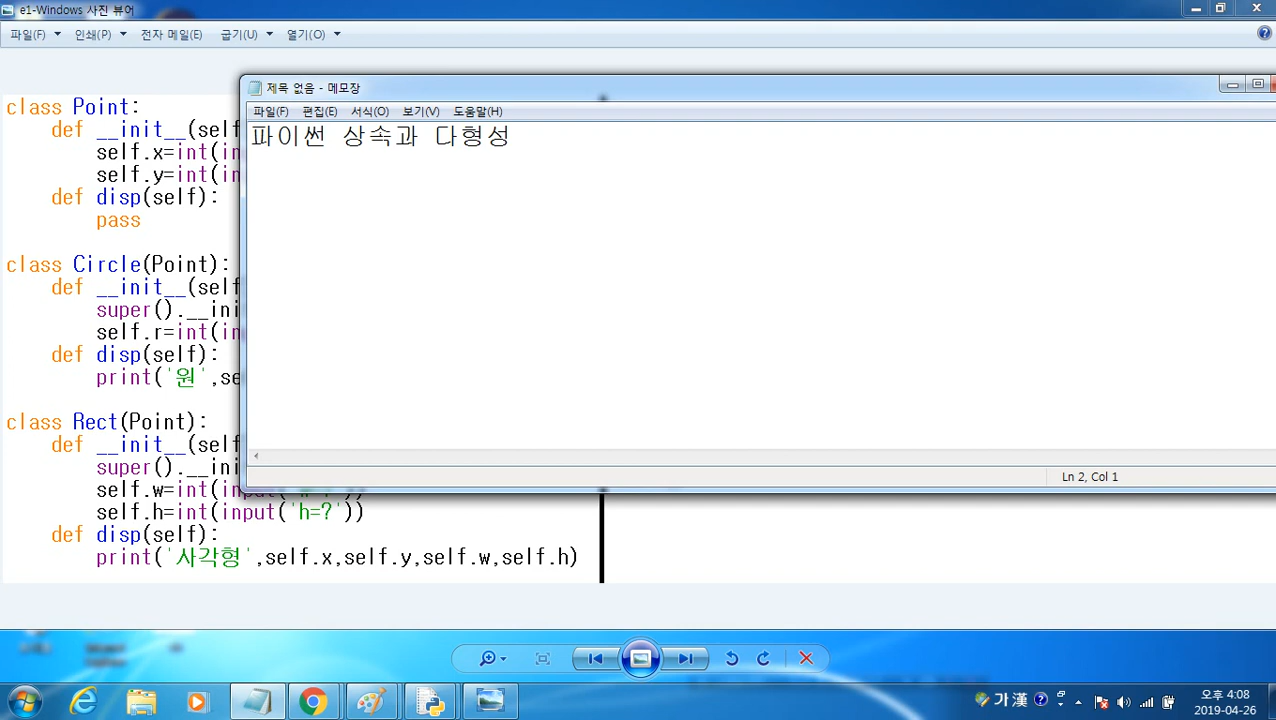 e1-Windows 사진 뷰어
파일(F) 인쇄(P) 전자 메일(E) 굽기(U) 열기(O)
제목 없음 - 메모장
파일(F) 편집(E) 서식(O) 보기(V) 도움말(H)
파이썬 상속과 다형성
Ln 2, Col 1
class Point:
def __init__(self
self.x=int(in
self.y=int(in
def disp(self):
pass
class Circle(Point):
def __init__(self
super().__ini
self.r=int(in
def disp(self):
print('원',se
class Rect(Point):
def __init__(self
super().__ini
self.w=int(input(
self.h=int(input('h=?'))
def disp(self):
print('사각형',self.x,self.y,self.w,self.h)
가 漢
오후 4:08
2019-04-26